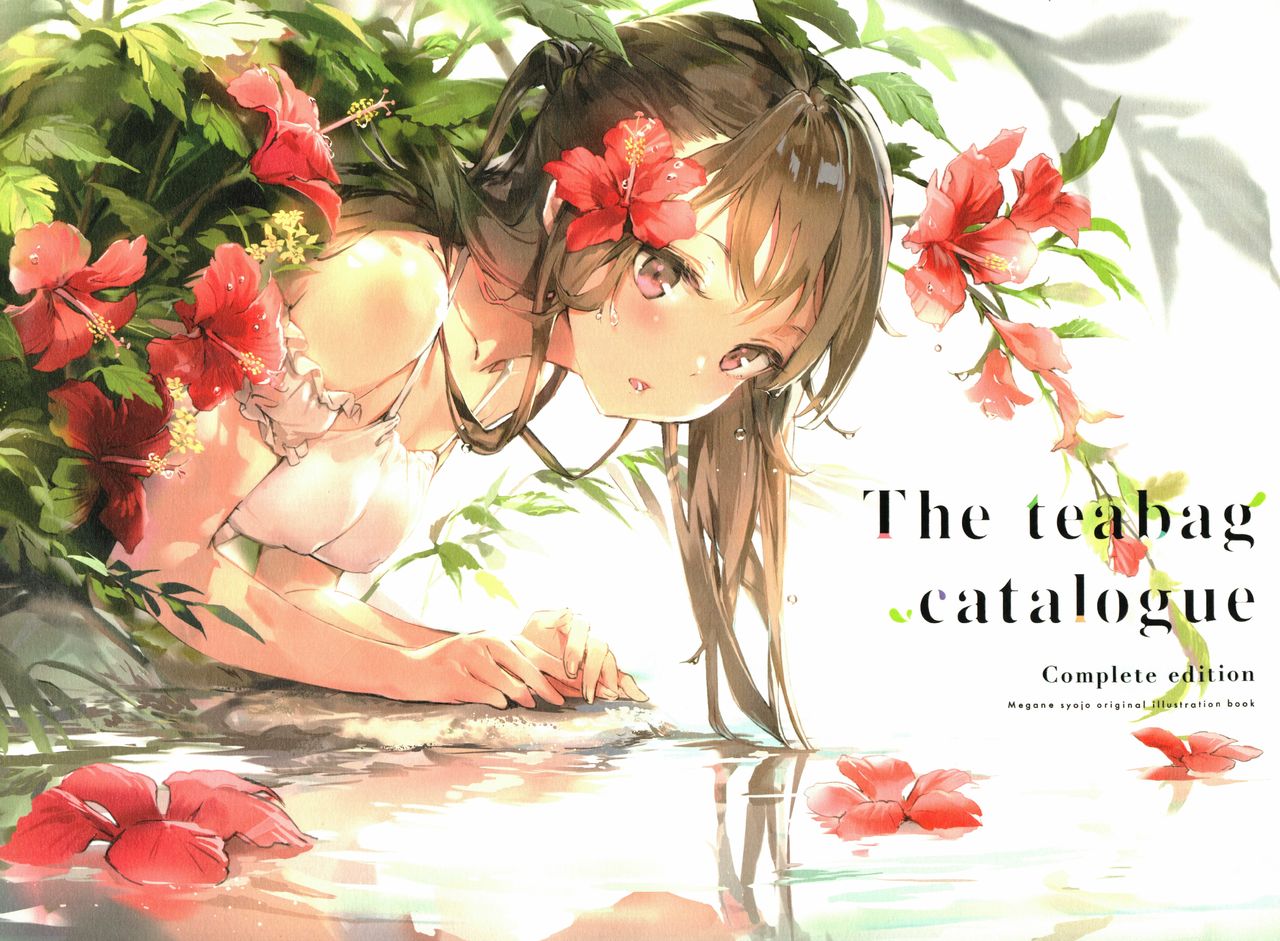 The teabag
catalogue
Complete edition
Megane syojo original illustration book